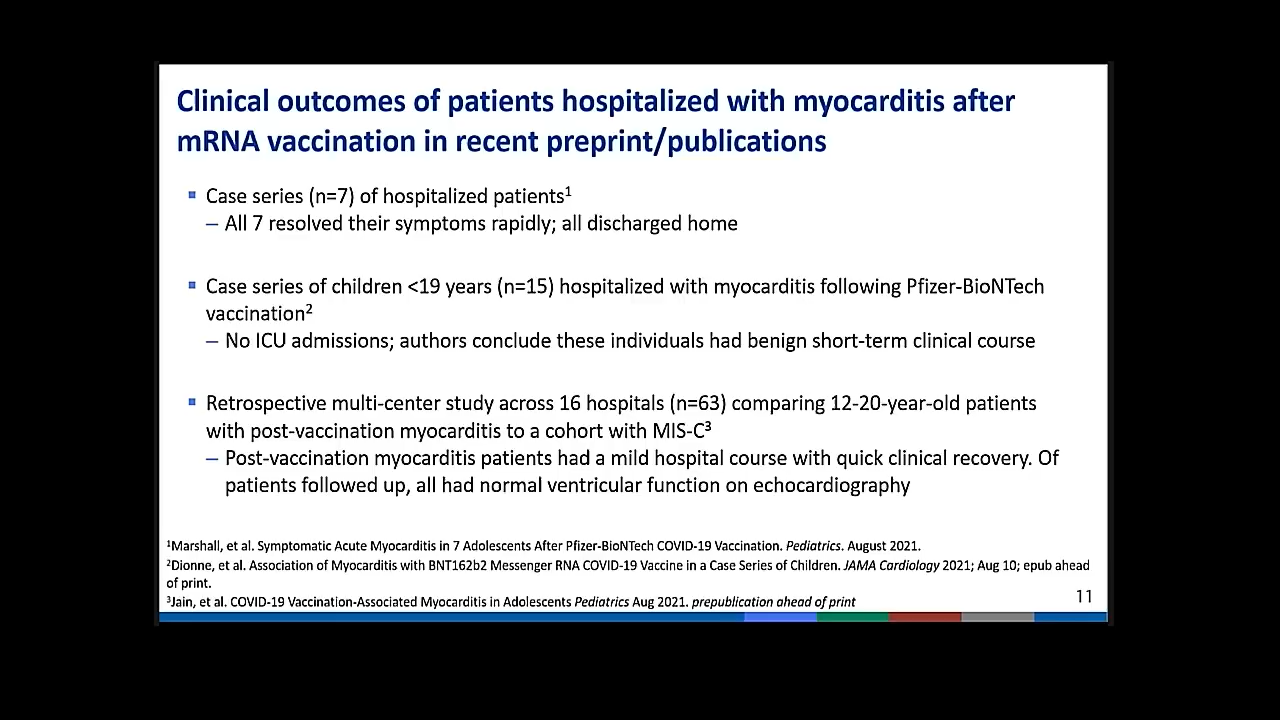 Clinical outcomes of patients hospitalized with myocarditis after
mRNA vaccination in recent preprint/publications
▪ Case series (n=7) of hospitalized patients¹
– All 7 resolved their symptoms rapidly; all discharged home
▪ Case series of children <19 years (n=15) hospitalized with myocarditis following Pfizer-BioNTech
vaccination²
– No ICU admissions; authors conclude these individuals had benign short-term clinical course
▪ Retrospective multi-center study across 16 hospitals (n=63) comparing 12-20-year-old patients
with post-vaccination myocarditis to a cohort with MIS-C³
– Post-vaccination myocarditis patients had a mild hospital course with quick clinical recovery. Of
patients followed up, all had normal ventricular function on echocardiography
¹Marshall, et al. Symptomatic Acute Myocarditis in 7 Adolescents After Pfizer-BioNTech COVID-19 Vaccination. Pediatrics. August 2021.
²Dionne, et al. Association of Myocarditis with BNT162b2 Messenger RNA COVID-19 Vaccine in a Case Series of Children. JAMA Cardiology 2021; Aug 10; epub ahead
of print.
³Jain, et al. COVID-19 Vaccination-Associated Myocarditis in Adolescents Pediatrics Aug 2021. prepublication ahead of print
11